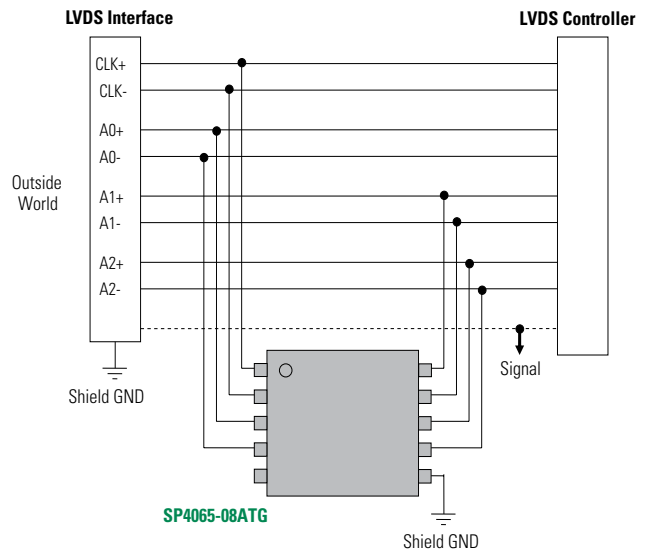 LVDS Interface
LVDS Controller
CLK+
CLK-
A0+
A0-
Outside
World
A1+
A1-
A2+
A2-
Signal
Shield GND
SP4065-08ATG
Shield GND